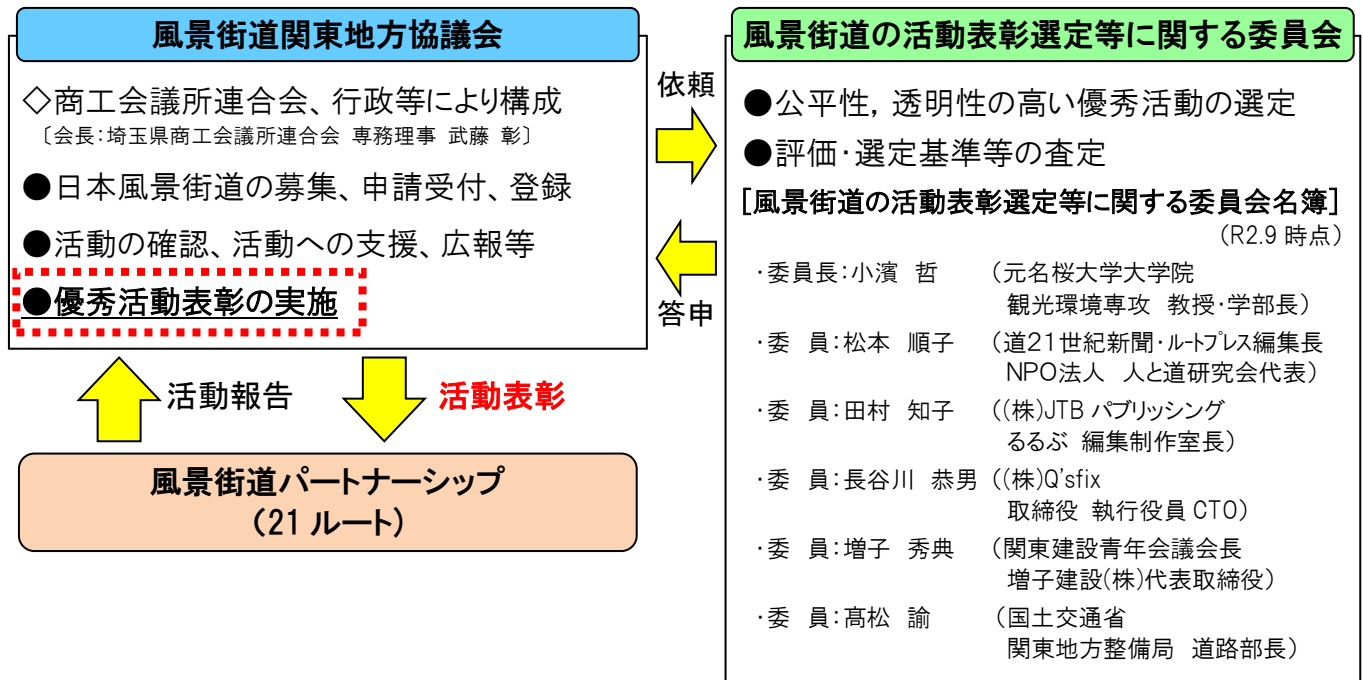 風景街道関東地方協議会
◇商工会議所連合会、行政等により構成
〔会長:埼玉県商工会議所連合会 専務理事 武藤 彰〕
●日本風景街道の募集、申請受付、登録
●活動の確認、活動への支援、広報等
●優秀活動表彰の実施
依頼
答申
活動報告
活動表彰
風景街道パートナーシップ
(21 ルート)
風景街道の活動表彰選定等に関する委員会
●公平性，透明性の高い優秀活動の選定
●評価・選定基準等の査定
[風景街道の活動表彰選定等に関する委員会名簿]
(R2.9 時点)
・委員長:小濱 哲 (元名桜大学大学院
観光環境専攻 教授・学部長)
・委 員:松本 順子 (道21世紀新聞・ルートプレス編集長
NPO法人 人と道研究会代表)
・委 員:田村 知子 ((株)JTB パブリッシング
るるぶ 編集制作室長)
・委 員:長谷川 恭男 ((株)Q'sfix
取締役 執行役員 CTO)
・委 員:増子 秀典 (関東建設青年会議会長
増子建設(株)代表取締役)
・委 員:髙松 諭 (国土交通省
関東地方整備局 道路部長)